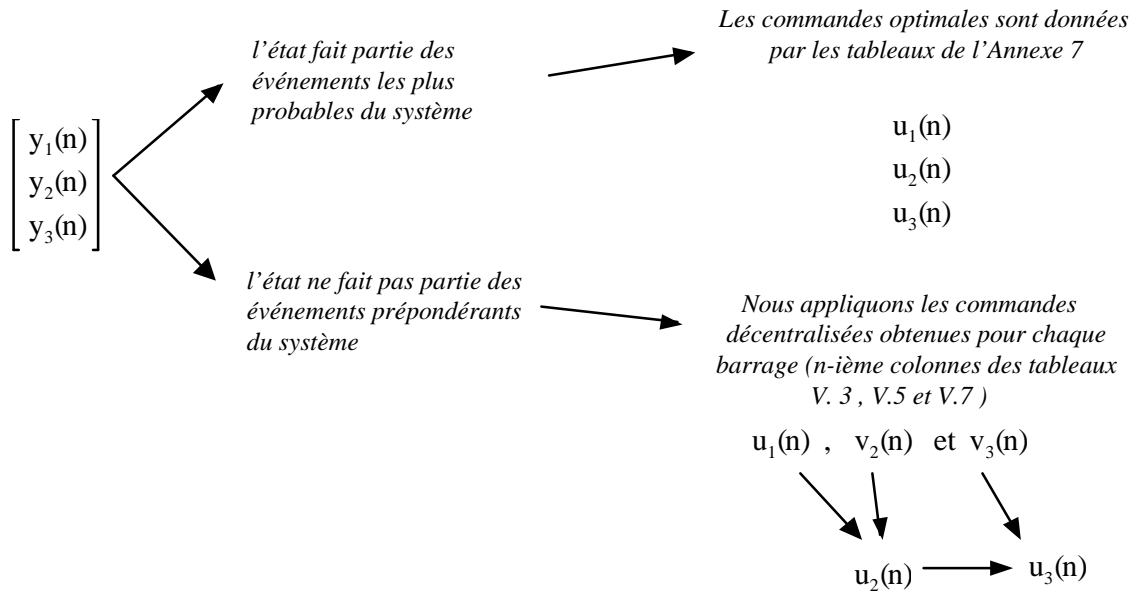 y₁(n)
y₂(n)
y₃(n)
l’état fait partie des
événements les plus
probables du système
Les commandes optimales sont données
par les tableaux de l’Annexe 7
u₁(n)
u₂(n)
u₃(n)
l’état ne fait pas partie des
événements prépondérants
du système
Nous appliquons les commandes
décentralisées obtenues pour chaque
barrage (n-ième colonnes des tableaux
V. 3 , V.5 et V.7 )
u₁(n) , v₂(n) et v₃(n)
u₂(n) u₃(n)